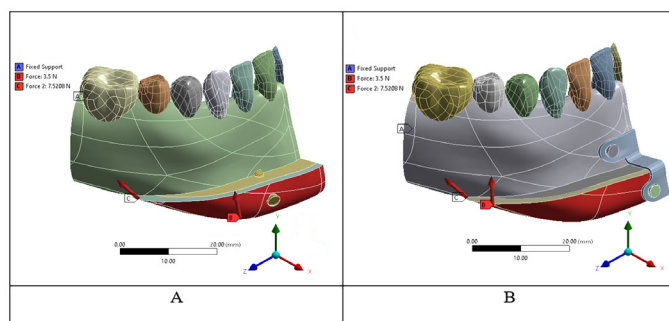 A Fixed Support
B Force: 3.5 N
C Force 2: 7.5208 N
A
C
B
Y
0.00 20.00 (mm)
10.00
Z X
A
A Fixed Support
B Force: 3.5 N
C Force 2: 7.5208 N
A
C
B
Y
0.00 20.00 (mm)
10.00
Z X
B